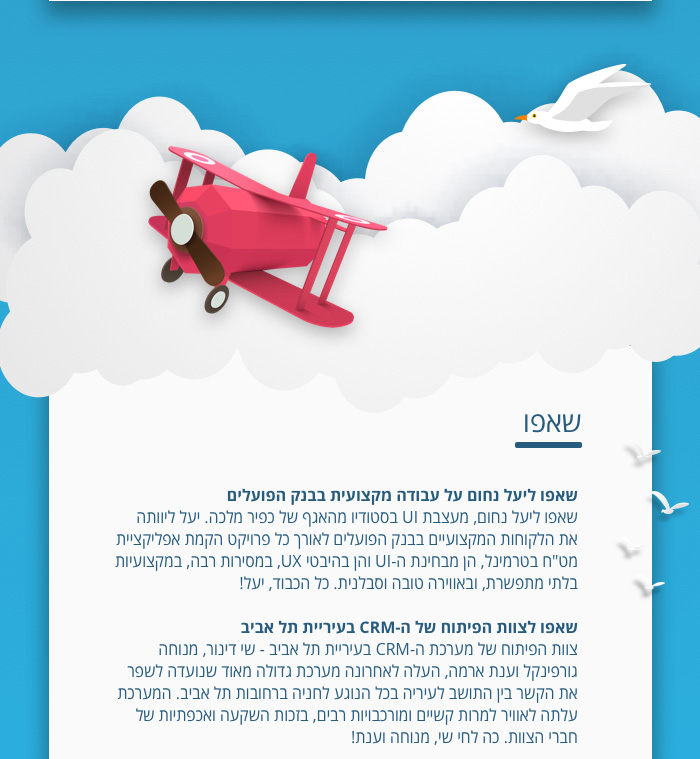 שאפו
שאפו ליעל נחום על עבודה מקצועית בבנק הפועלים
שאפו ליעל נחום, מעצבת UI בסטודיו מהאגף של כפיר מלכה. יעל ליוותה
את הלקוחות המקצועיים בבנק הפועלים לאורך כל פרויקט הקמת אפליקציית
מט"ח בטרמינל, הן מבחינת ה-UI והן בהיבטי UX, במסירות רבה, במקצועיות
בלתי מתפשרת, ובאווירה טובה וסבלנית. כל הכבוד, יעל!
שאפו לצוות הפיתוח של ה-CRM בעיריית תל אביב
צוות הפיתוח של מערכת ה-CRM בעיריית תל אביב - שי דינור, מנוחה
גורפינקל וענת ארמה, העלה לאחרונה מערכת גדולה מאוד שנועדה לשפר
את הקשר בין התושב לעיריה בכל הנוגע לחניה ברחובות תל אביב. המערכת
עלתה לאוויר למרות קשיים ומורכבויות רבים, בזכות השקעה ואכפתיות של
חברי הצוות. כה לחי שי, מנוחה וענת!